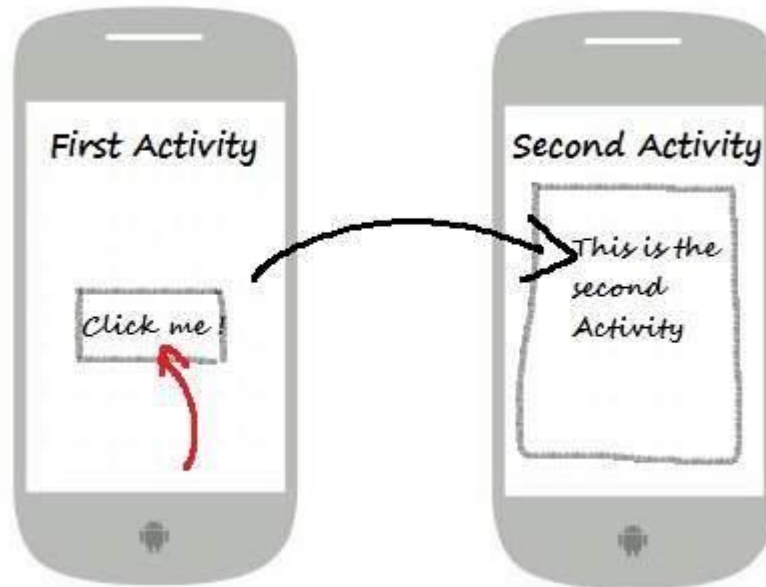 First Activity
Click me !
Second Activity
This is the
second
Activity